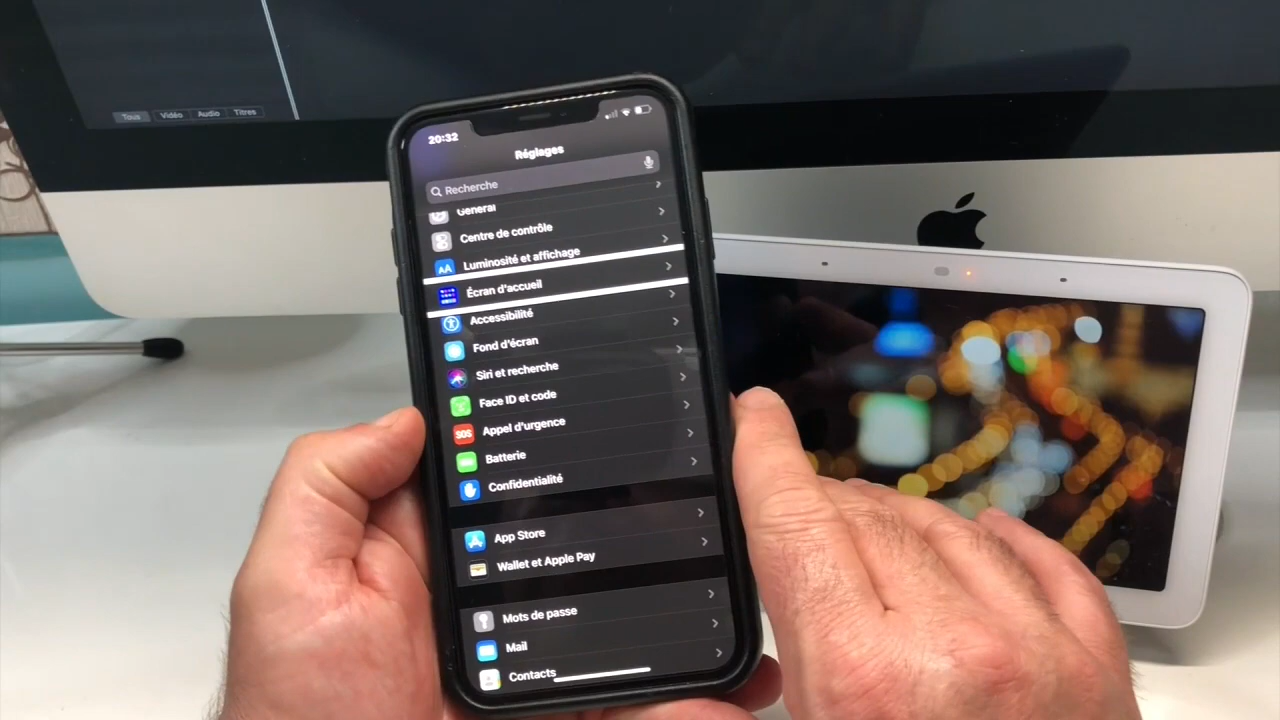 Tous Vidéo Audio Titres
20:32
Réglages
Recherche
Général
Centre de contrôle
AA Luminosité et affichage
Écran d'accueil
Accessibilité
Fond d'écran
Siri et recherche
Face ID et code
SOS Appel d'urgence
Batterie
Confidentialité
App Store
Wallet et Apple Pay
Mots de passe
Mail
Contacts